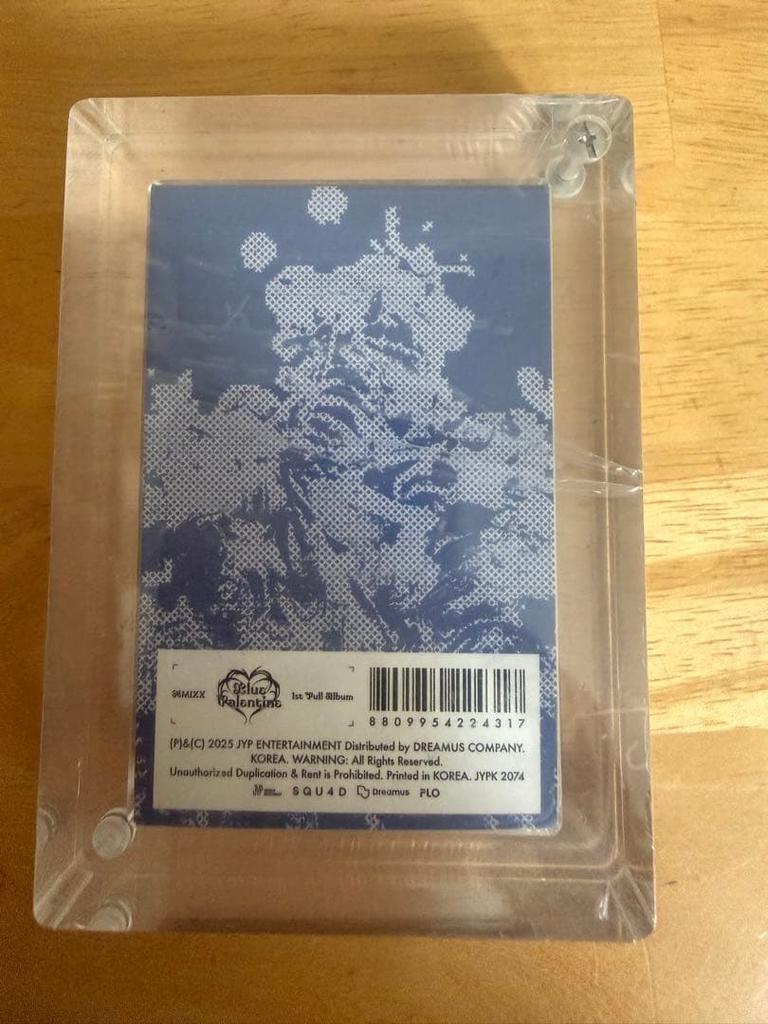 NMIXX
Blue
Valentine
1st Full Album
8809954224317
(P)&(C) 2025 JYP ENTERTAINMENT Distributed by DREAMUS COMPANY.
KOREA. WARNING: All Rights Reserved.
Unauthorized Duplication & Rent is Prohibited. Printed in KOREA. JYPK 2074
SQU4D Dreamus FLO